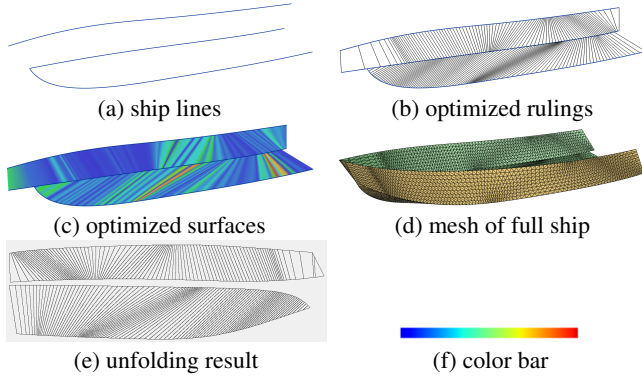 (a) ship lines
(b) optimized rulings
(c) optimized surfaces
(d) mesh of full ship
(e) unfolding result
(f) color bar